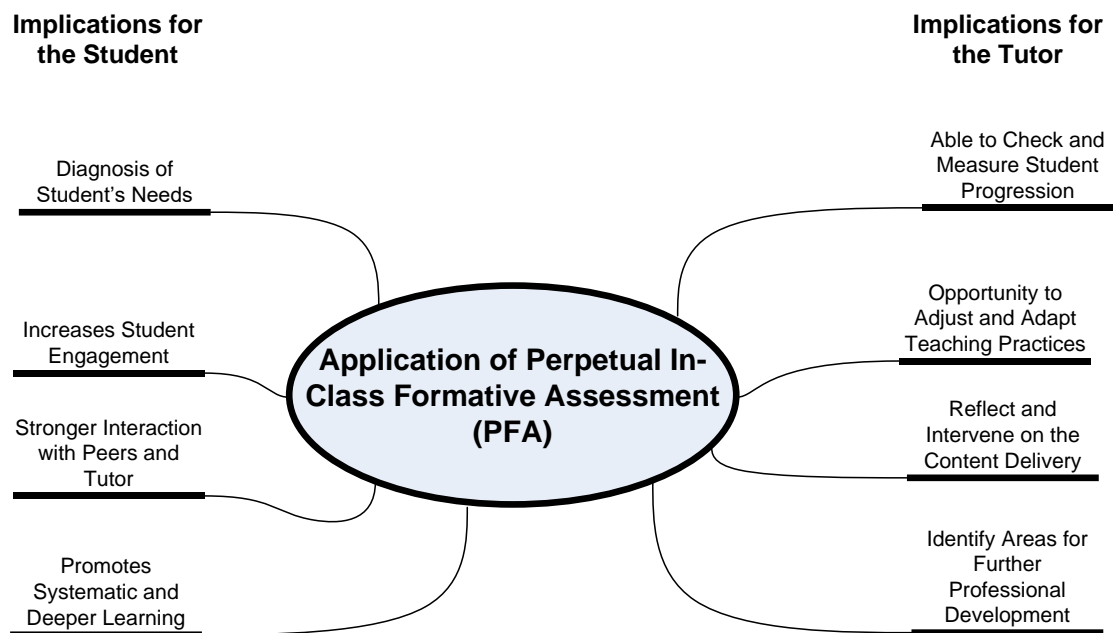 Implications for
the Student
Implications for
the Tutor
Diagnosis of
Student’s Needs
Increases Student
Engagement
Stronger Interaction
with Peers and
Tutor
Promotes
Systematic and
Deeper Learning
Application of Perpetual In-
Class Formative Assessment
(PFA)
Able to Check and
Measure Student
Progression
Opportunity to
Adjust and Adapt
Teaching Practices
Reflect and
Intervene on the
Content Delivery
Identify Areas for
Further
Professional
Development